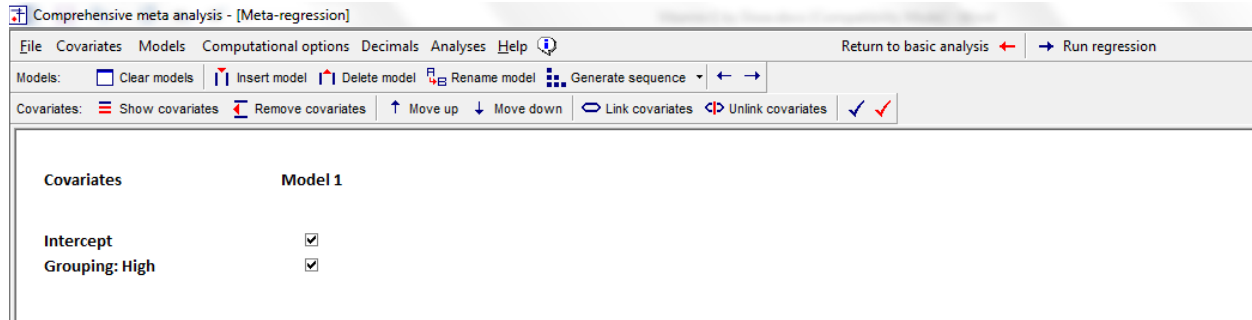 Comprehensive meta analysis - [Meta-regression]
File Covariates Models Computational options Decimals Analyses Help Return to basic analysis Run regression
Models: Clear models Insert model Delete model Rename model Generate sequence
Covariates: Show covariates Remove covariates Move up Move down Link covariates Unlink covariates
Covariates Model 1
Intercept
Grouping: High